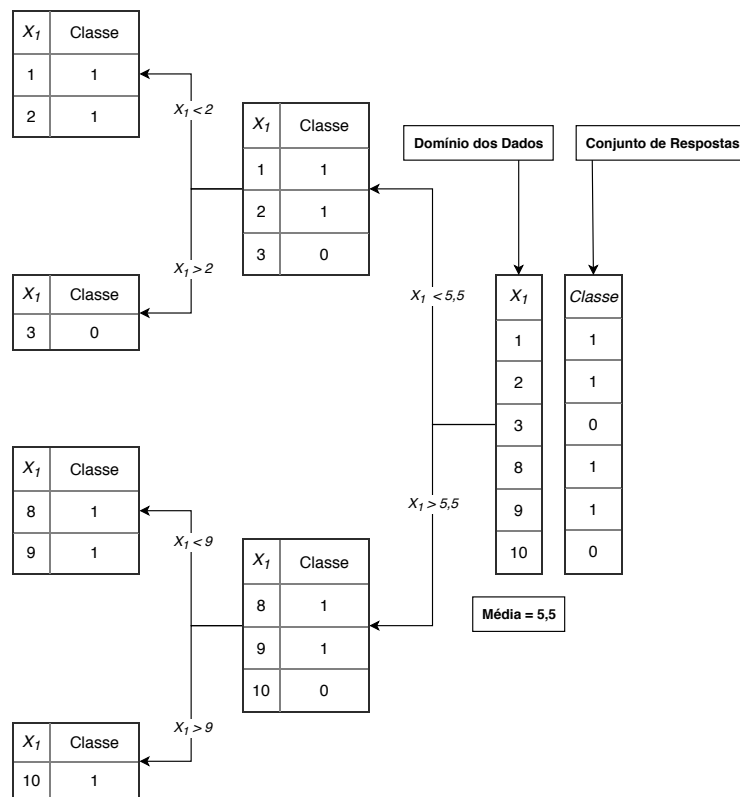 X1 Classe
1 1
2 1
X1 < 2
X1 > 2
X1 Classe
3 0
X1 Classe
1 1
2 1
3 0
Domínio dos Dados
Conjunto de Respostas
X1 < 5,5
X1 > 5,5
X1 Classe
1 1
2 1
3 0
8 1
9 1
10 0
Média = 5,5
X1 Classe
8 1
9 1
X1 < 9
X1 > 9
X1 Classe
8 1
9 1
10 0
X1 Classe
10 1